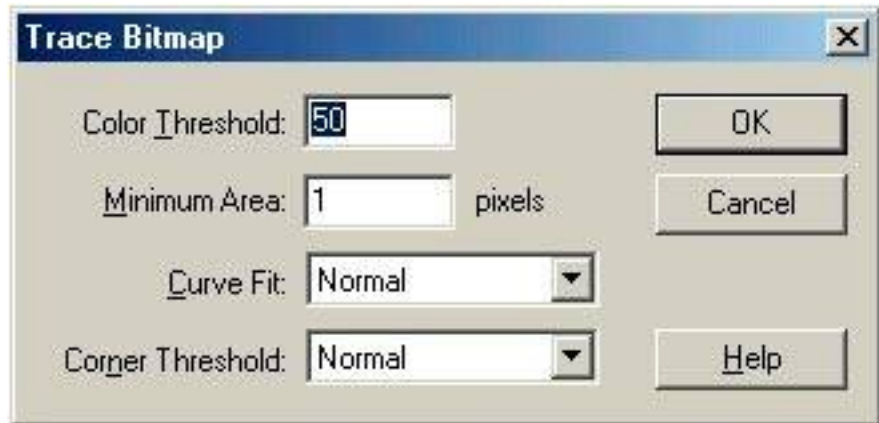 Trace Bitmap
Color Threshold: 50 OK
Minimum Area: 1 pixels Cancel
Curve Fit: Normal
Corner Threshold: Normal Help